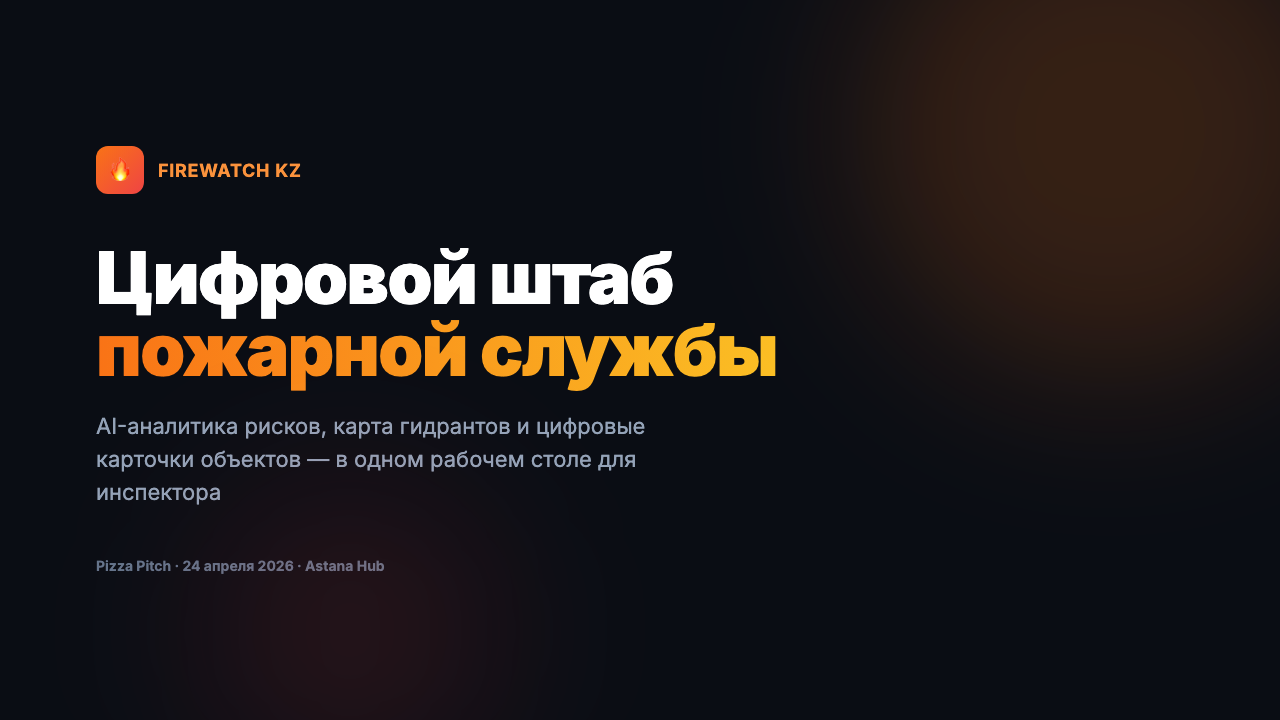 FIREWATCH KZ
Цифровой штаб
пожарной службы
AI-аналитика рисков, карта гидрантов и цифровые
карточки объектов — в одном рабочем столе для
инспектора
Pizza Pitch · 24 апреля 2026 · Astana Hub